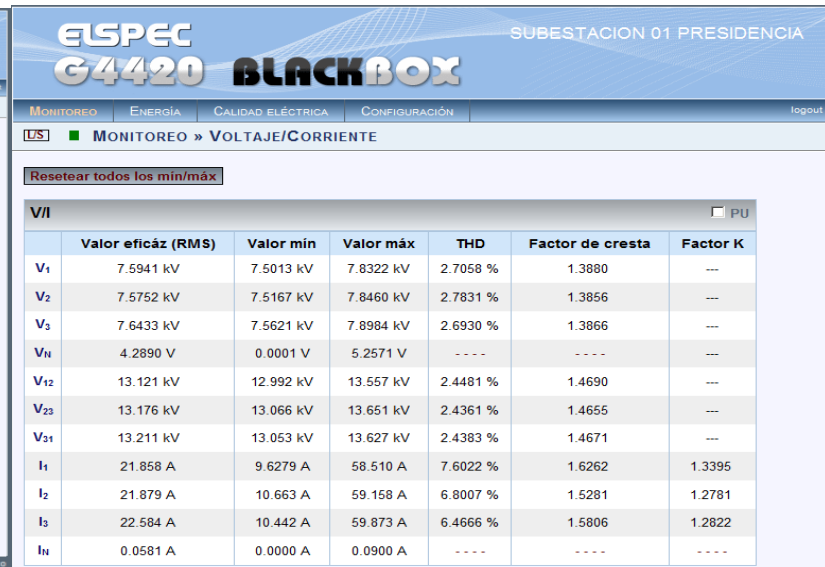 ELSPEC
G4420 BLACKBOX
SUBESTACION 01 PRESIDENCIA
MONITOREO ENERGÍA CALIDAD ELÉCTRICA CONFIGURACIÓN logout
L/S MONITOREO » VOLTAJE/CORRIENTE
Resetear todos los mín/máx
V/I PU
Valor eficáz (RMS) Valor mín Valor máx THD Factor de cresta Factor K
V1 7.5941 kV 7.5013 kV 7.8322 kV 2.7058 % 1.3880 ---
V2 7.5752 kV 7.5167 kV 7.8460 kV 2.7831 % 1.3856 ---
V3 7.6433 kV 7.5621 kV 7.8984 kV 2.6930 % 1.3866 ---
VN 4.2890 V 0.0001 V 5.2571 V - - - - - - - - ---
V12 13.121 kV 12.992 kV 13.557 kV 2.4481 % 1.4690 ---
V23 13.176 kV 13.066 kV 13.651 kV 2.4361 % 1.4655 ---
V31 13.211 kV 13.053 kV 13.627 kV 2.4383 % 1.4671 ---
I1 21.858 A 9.6279 A 58.510 A 7.6022 % 1.6262 1.3395
I2 21.879 A 10.663 A 59.158 A 6.8007 % 1.5281 1.2781
I3 22.584 A 10.442 A 59.873 A 6.4666 % 1.5806 1.2822
IN 0.0581 A 0.0000 A 0.0900 A - - - - - - - - - - - -